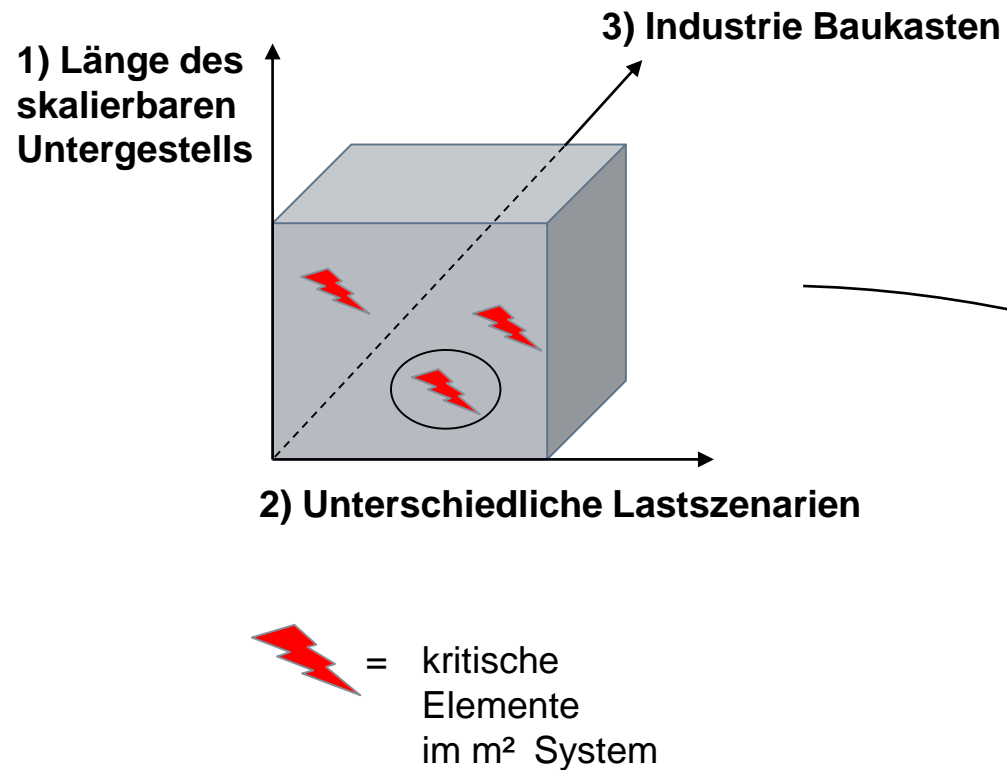 3) Industrie Baukasten
1) Länge des
skalierbaren
Untergestells
2) Unterschiedliche Lastszenarien
= kritische
Elemente
im m² System